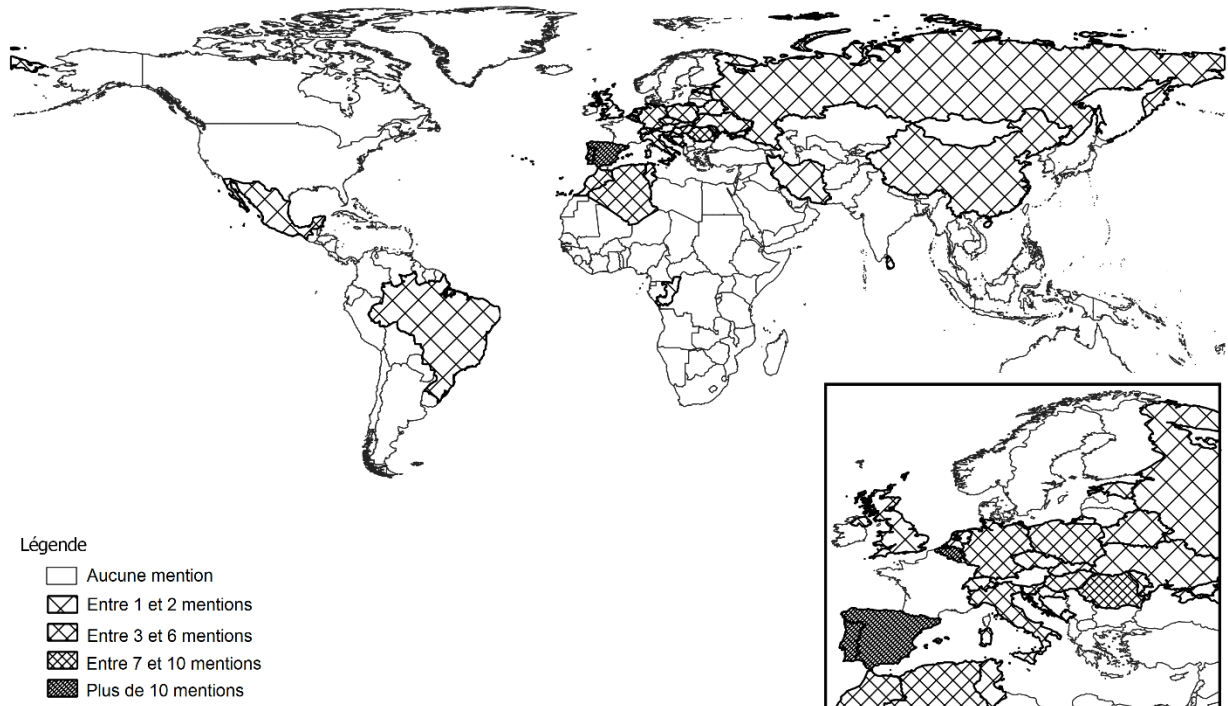 Légende
Aucune mention
Entre 1 et 2 mentions
Entre 3 et 6 mentions
Entre 7 et 10 mentions
Plus de 10 mentions